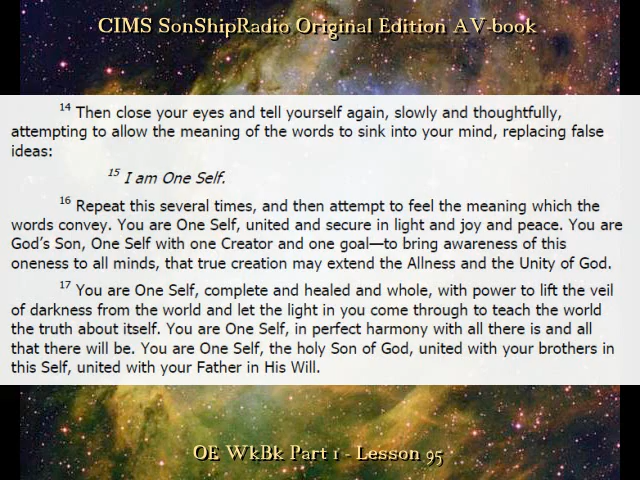 CIMS SonShipRadio Original Edition AV-book
14 Then close your eyes and tell yourself again, slowly and thoughtfully,
attempting to allow the meaning of the words to sink into your mind, replacing false
ideas:
15 I am One Self.
16 Repeat this several times, and then attempt to feel the meaning which the
words convey. You are One Self, united and secure in light and joy and peace. You are
God's Son, One Self with one Creator and one goal—to bring awareness of this
oneness to all minds, that true creation may extend the Allness and the Unity of God.
17 You are One Self, complete and healed and whole, with power to lift the veil
of darkness from the world and let the light in you come through to teach the world
the truth about itself. You are One Self, in perfect harmony with all there is and all
that there will be. You are One Self, the holy Son of God, united with your brothers in
this Self, united with your Father in His Will.
OE WkBk Part 1 - Lesson 95